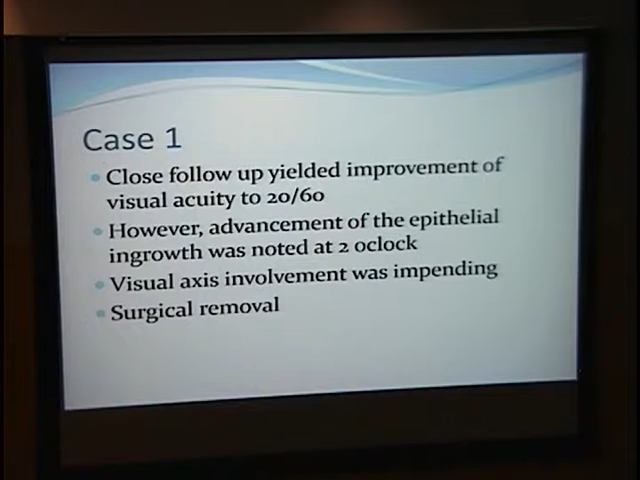 Case 1
Close follow up yielded improvement of
visual acuity to 20/60
However, advancement of the epithelial
ingrowth was noted at 2 oclock
Visual axis involvement was impending
Surgical removal